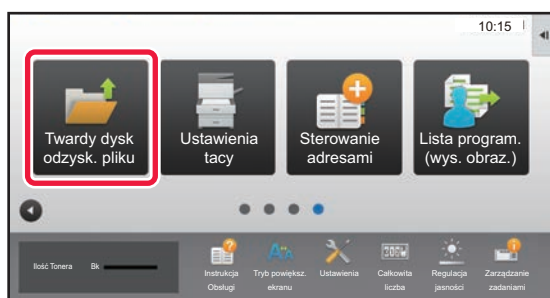 10:15
Twardy dysk
odzysk. pliku
Ustawienia
tacy
Sterowanie
adresami
Lista program.
(wys. obraz.)
Ilość Tonera Bk
Instrukcja
Obsługi
Tryb powiększ.
ekranu
Ustawienia
Całkowita
liczba
Regulacja
jasności
Zarządzanie
zadaniami